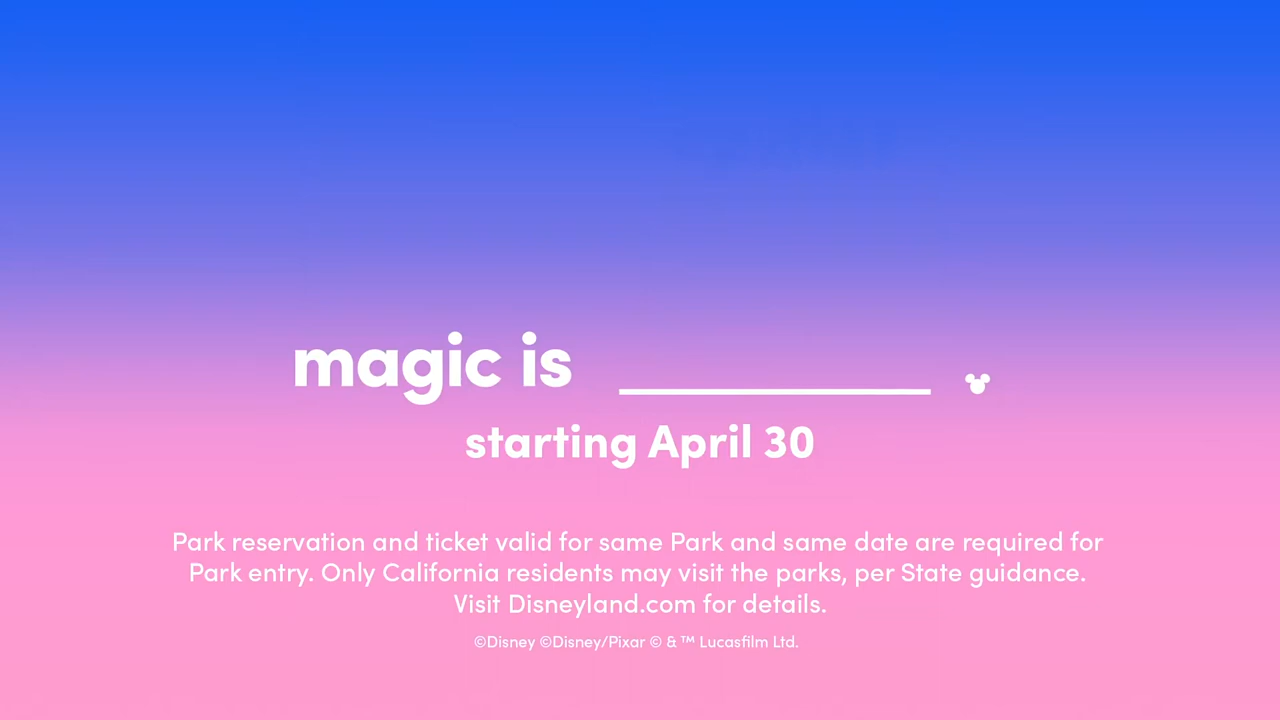 magic is
starting April 30
Park reservation and ticket valid for same Park and same date are required for
Park entry. Only California residents may visit the parks, per State guidance.
Visit Disneyland.com for details.
©Disney ©Disney/Pixar © & ™ Lucasfilm Ltd.